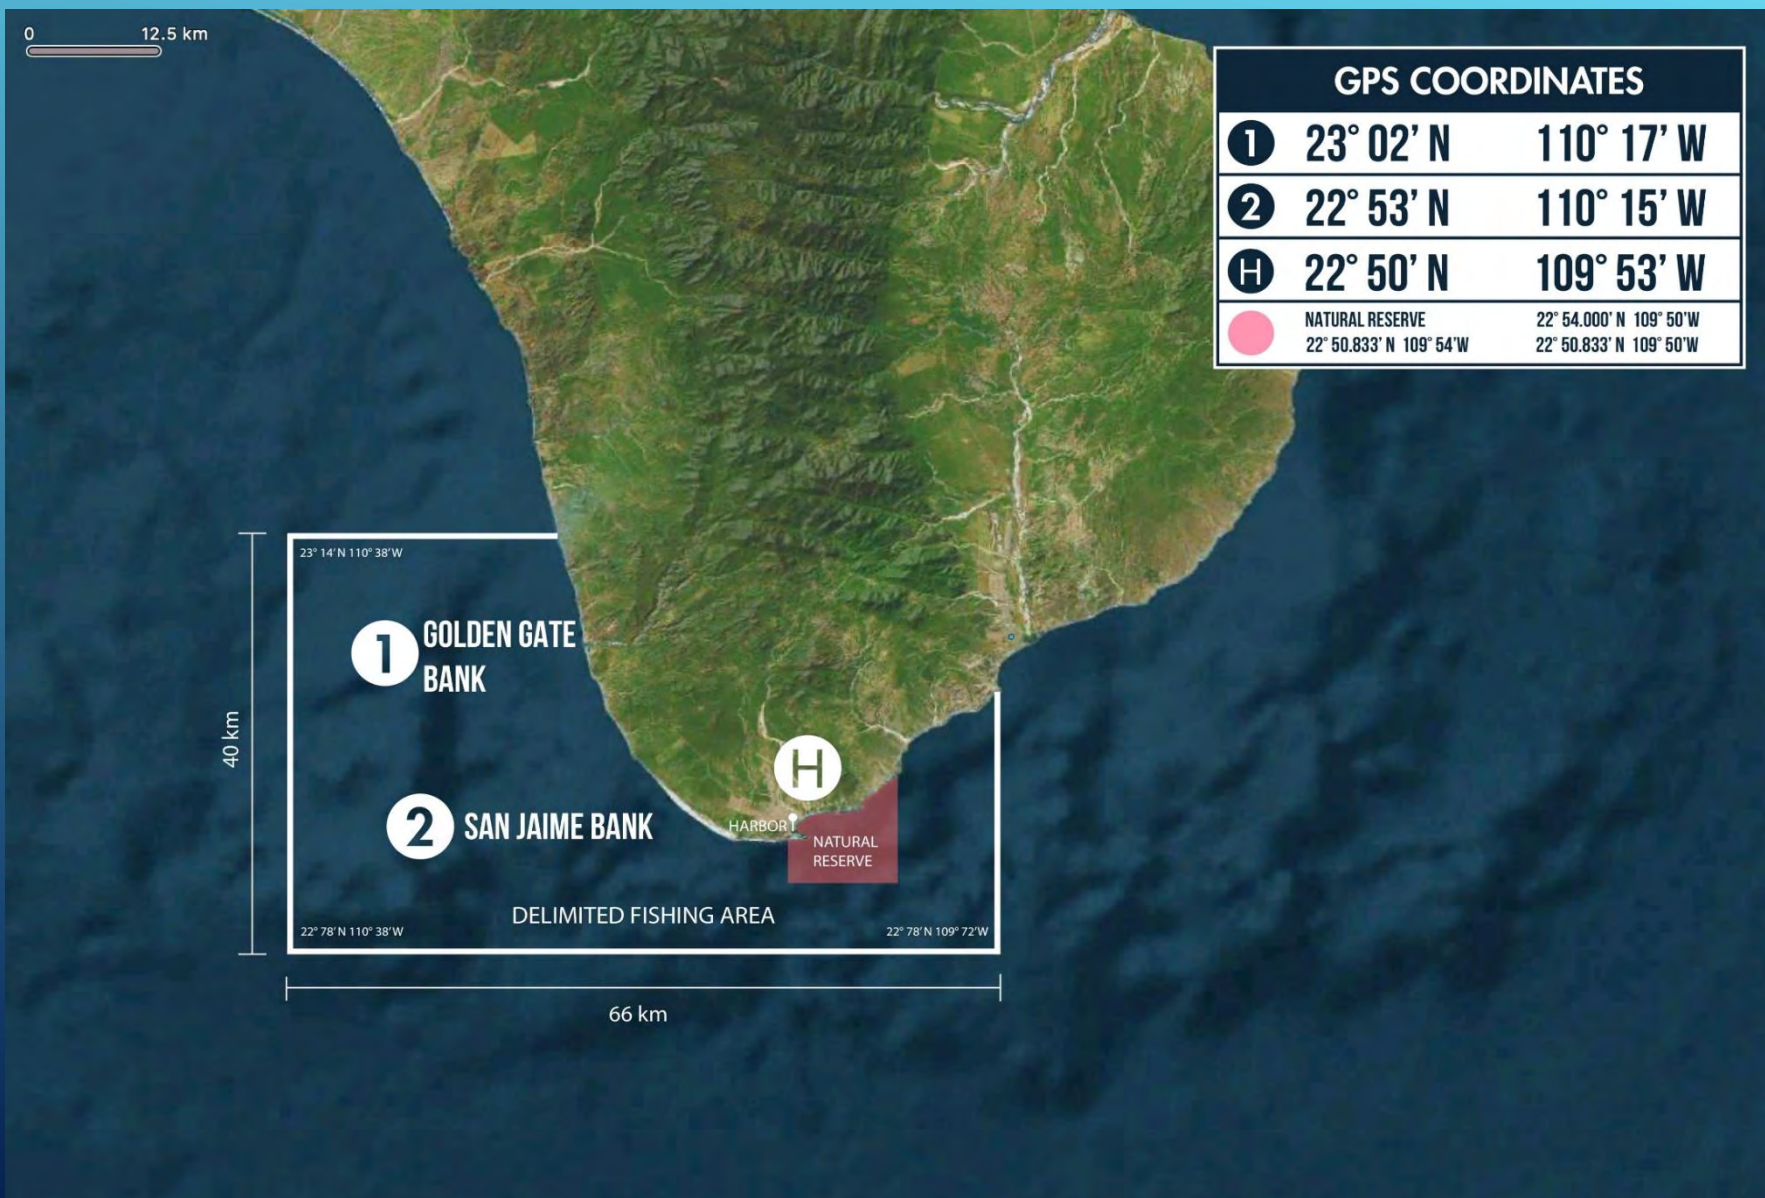 0 12.5 km
GPS COORDINATES
1 23° 02’ N 110° 17’ W
2 22° 53’ N 110° 15’ W
H 22° 50’ N 109° 53’ W
NATURAL RESERVE 22° 54.000’ N 109° 50’W
22° 50.833’ N 109° 54’W 22° 50.833’ N 109° 50’W
23° 14’ N 110° 38’ W
1 GOLDEN GATE
BANK
40 km
H
2 SAN JAIME BANK
HARBOR
NATURAL
RESERVE
DELIMITED FISHING AREA
22° 78’ N 110° 38’ W 22° 78’ N 109° 72’W
66 km